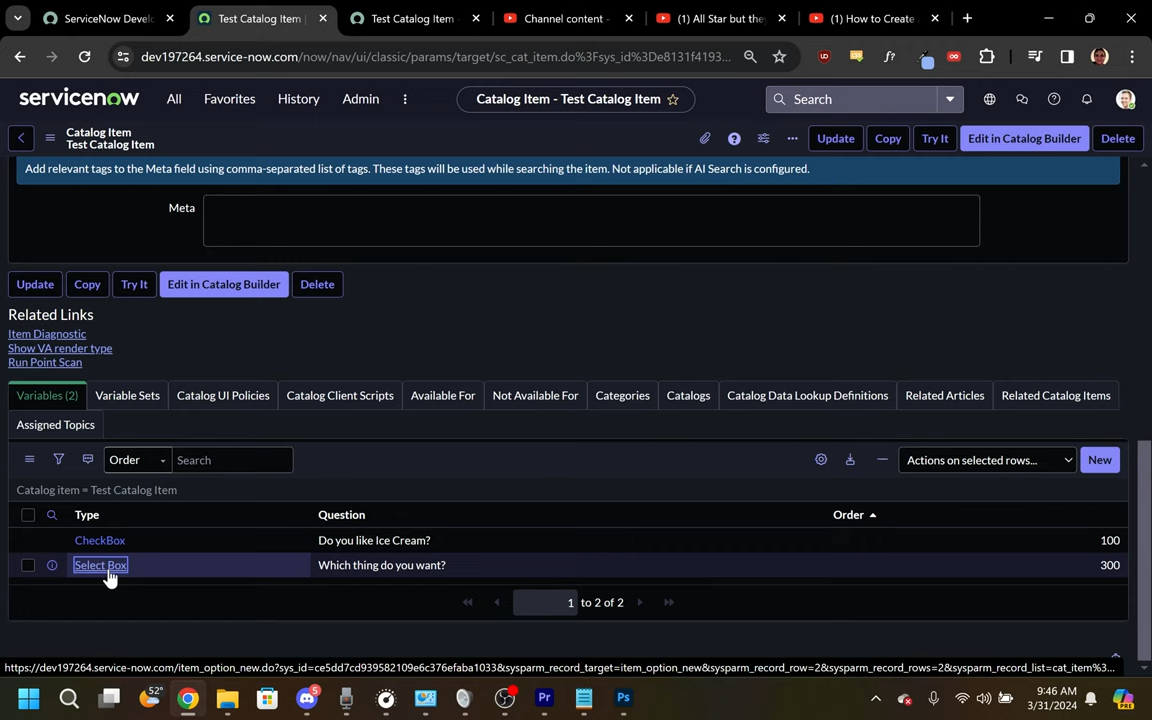 ServiceNow Devel
Test Catalog Item |
Test Catalog Item
Channel content -
(1) All Star but the
(1) How to Create
dev197264.service-now.com/now/nav/ui/classic/params/target/sc_cat_item.do%3Fsys_id%3De8131f4193...
servicenow
All
Favorites
History
Admin
Catalog Item - Test Catalog Item
Search
Catalog Item
Test Catalog Item
Update
Copy
Try It
Edit in Catalog Builder
Delete
Add relevant tags to the Meta field using comma-separated list of tags. These tags will be used while searching the item. Not applicable if AI Search is configured.
Meta
Update
Copy
Try It
Edit in Catalog Builder
Delete
Related Links
Item Diagnostic
Show VA render type
Run Point Scan
Variables (2)
Variable Sets
Catalog UI Policies
Catalog Client Scripts
Available For
Not Available For
Categories
Catalogs
Catalog Data Lookup Definitions
Related Articles
Related Catalog Items
Assigned Topics
Order
Search
Actions on selected rows...
New
Catalog item = Test Catalog Item
Type
Question
Order
CheckBox
Do you like Ice Cream?
100
Select Box
Which thing do you want?
300
1 to 2 of 2
https://dev197264.service-now.com/item_option_new.do?sys_id=ce5dd7cd939582109e6c376efaba1033&sysparm_record_target=item_option_new&sysparm_record_row=2&sysparm_record_rows=2&sysparm_record_list=cat_item%3...
52°
5
9:46 AM
3/31/2024